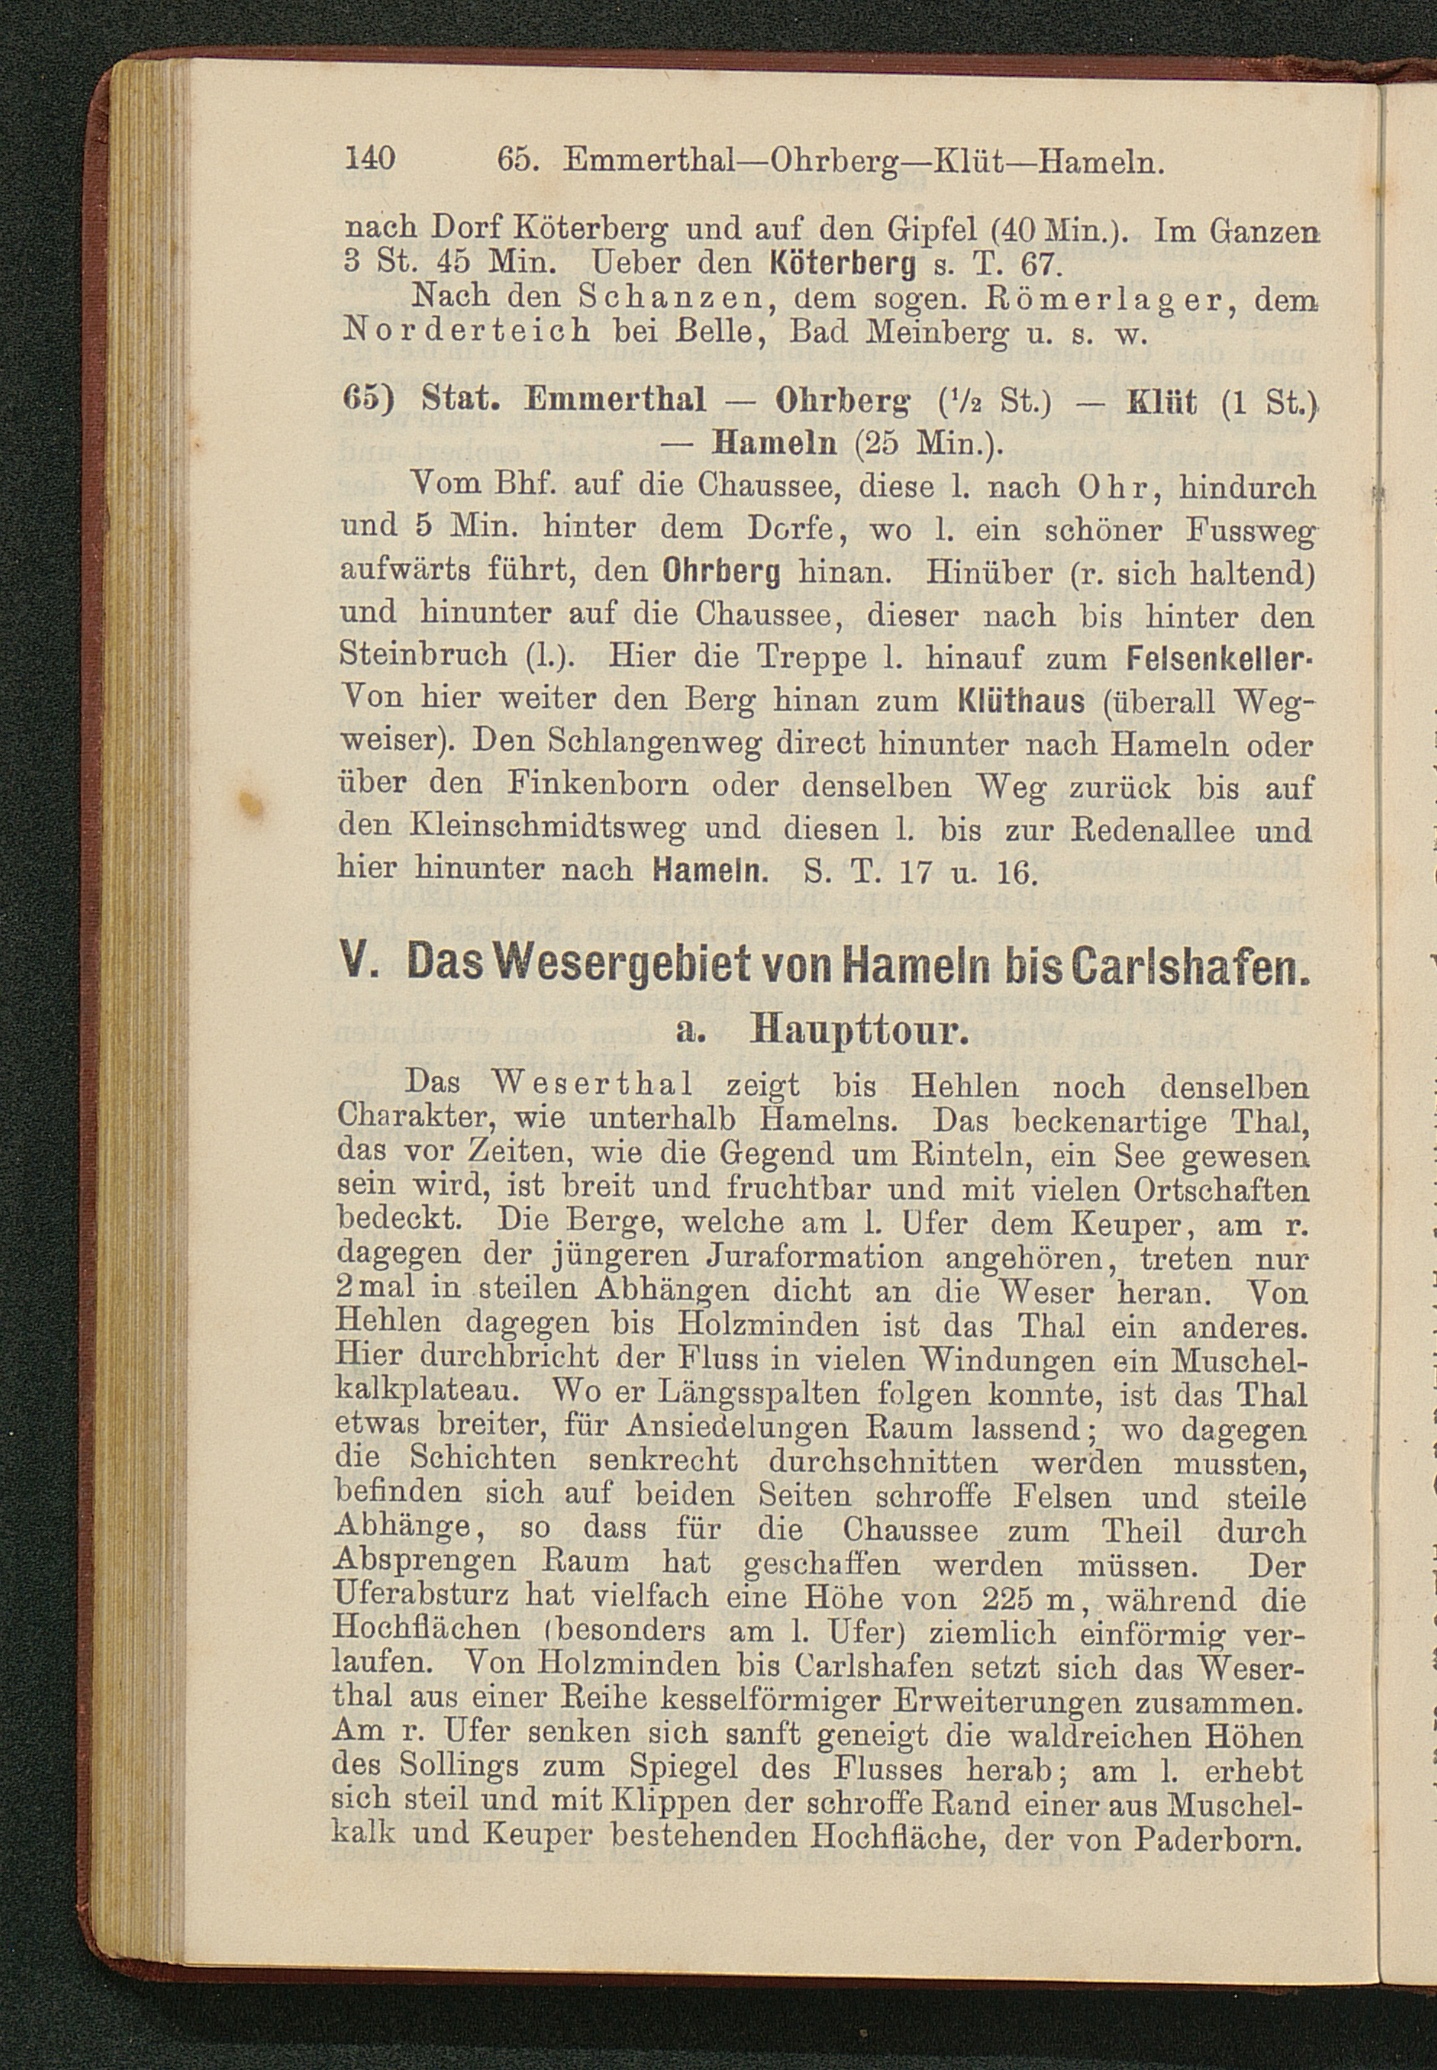 140 65. Emmerthal—Ohrberg—Klüt—Hameln.
nach Dorf Köterberg und auf den Gipfel (40 Min.). Im Ganzen
3 St. 45 Min. Ueber den Köterberg s. T. 67.
Nach den Schanzen, dem sogen. Römerlager, dem
Norderteich bei Belle, Bad Meinberg u. s. w.
65) Stat. Emmerthal — Ohrberg (1/2 St.) — Klüt (1 St.)
— Hameln (25 Min.).
Vom Bhf. auf die Chaussee, diese l. nach Ohr, hindurch
und 5 Min. hinter dem Dorfe, wo l. ein schöner Fussweg
aufwärts führt, den Ohrberg hinan. Hinüber (r. sich haltend)
und hinunter auf die Chaussee, dieser nach bis hinter den
Steinbruch (l.). Hier die Treppe l. hinauf zum Felsenkeller.
Von hier weiter den Berg hinan zum Klüthaus (überall Weg-
weiser). Den Schlangenweg direct hinunter nach Hameln oder
über den Finkenborn oder denselben Weg zurück bis auf
den Kleinschmidtsweg und diesen l. bis zur Redenallee und
hier hinunter nach Hameln. S. T. 17 u. 16.
V. Das Wesergebiet von Hameln bis Carlshafen.
a. Haupttour.
Das Weserthal zeigt bis Hehlen noch denselben
Charakter, wie unterhalb Hamelns. Das beckenartige Thal,
das vor Zeiten, wie die Gegend um Rinteln, ein See gewesen
sein wird, ist breit und fruchtbar und mit vielen Ortschaften
bedeckt. Die Berge, welche am l. Ufer dem Keuper, am r.
dagegen der jüngeren Juraformation angehören, treten nur
2mal in steilen Abhängen dicht an die Weser heran. Von
Hehlen dagegen bis Holzminden ist das Thal ein anderes.
Hier durchbricht der Fluss in vielen Windungen ein Muschel-
kalkplateau. Wo er Längsspalten folgen konnte, ist das Thal
etwas breiter, für Ansiedelungen Raum lassend; wo dagegen
die Schichten senkrecht durchschnitten werden mussten,
befinden sich auf beiden Seiten schroffe Felsen und steile
Abhänge, so dass für die Chaussee zum Theil durch
Absprengen Raum hat geschaffen werden müssen. Der
Uferabsturz hat vielfach eine Höhe von 225 m, während die
Hochflächen (besonders am l. Ufer) ziemlich einförmig ver-
laufen. Von Holzminden bis Carlshafen setzt sich das Weser-
thal aus einer Reihe kesselförmiger Erweiterungen zusammen.
Am r. Ufer senken sich sanft geneigt die waldreichen Höhen
des Sollings zum Spiegel des Flusses herab; am l. erhebt
sich steil und mit Klippen der schroffe Rand einer aus Muschel-
kalk und Keuper bestehenden Hochfläche, der von Paderborn.